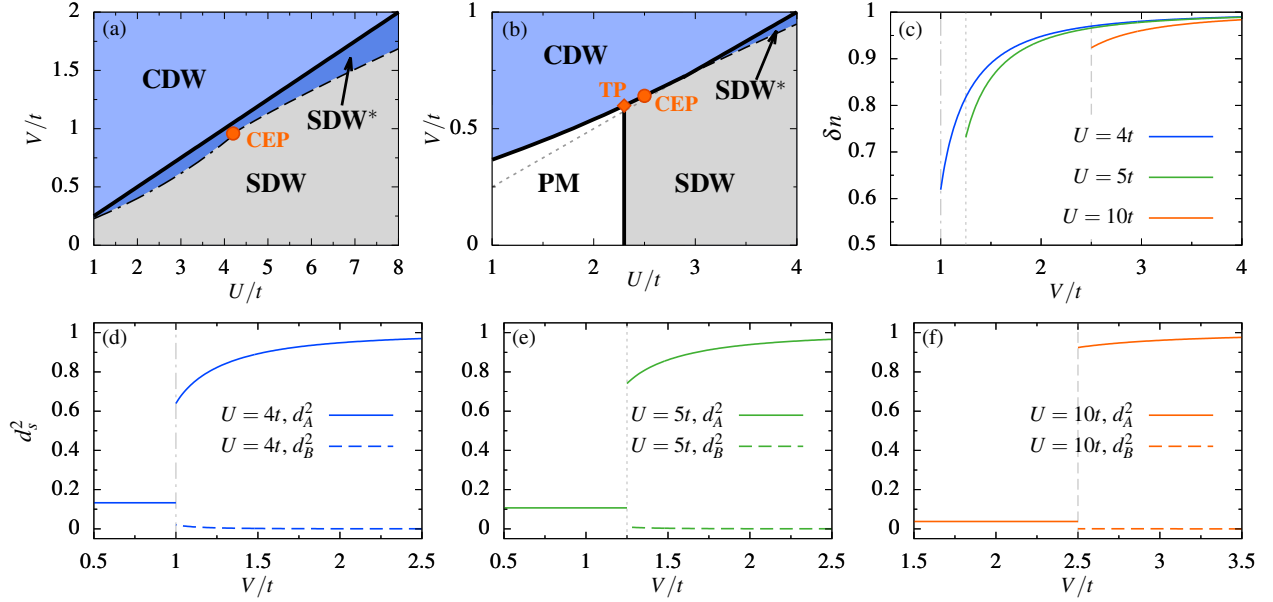 (a)
CDW
SDW*
CEP
SDW
V/t
0
0.5
1
1.5
2
1 2 3 4 5 6 7 8
U/t
(b)
CDW
TP
CEP
SDW*
PM
SDW
V/t
0
0.5
1
1 2 3 4
U/t
(c)
δn
0.5
0.6
0.7
0.8
0.9
1
U = 4t
U = 5t
U = 10t
1 2 3 4
V/t
(d)
d_s^2
0
0.2
0.4
0.6
0.8
1
U = 4t, d_A^2
U = 4t, d_B^2
0.5 1 1.5 2 2.5
V/t
(e)
0
0.2
0.4
0.6
0.8
1
U = 5t, d_A^2
U = 5t, d_B^2
0.5 1 1.5 2 2.5
V/t
(f)
0
0.2
0.4
0.6
0.8
1
U = 10t, d_A^2
U = 10t, d_B^2
1.5 2 2.5 3 3.5
V/t